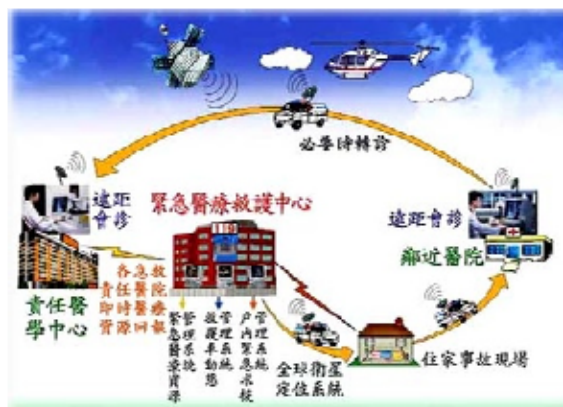 必要時轉診
遠距
會診
緊急醫療救護中心
遠距會診
鄰近醫院
責任醫
學中心
各急救
責任醫院
即時醫療
資源回報
管理系統
緊急醫療資源
管理系統
救護車動態
管理系統
戶內緊急求救
全球衛星
定位系統
住家事故現場